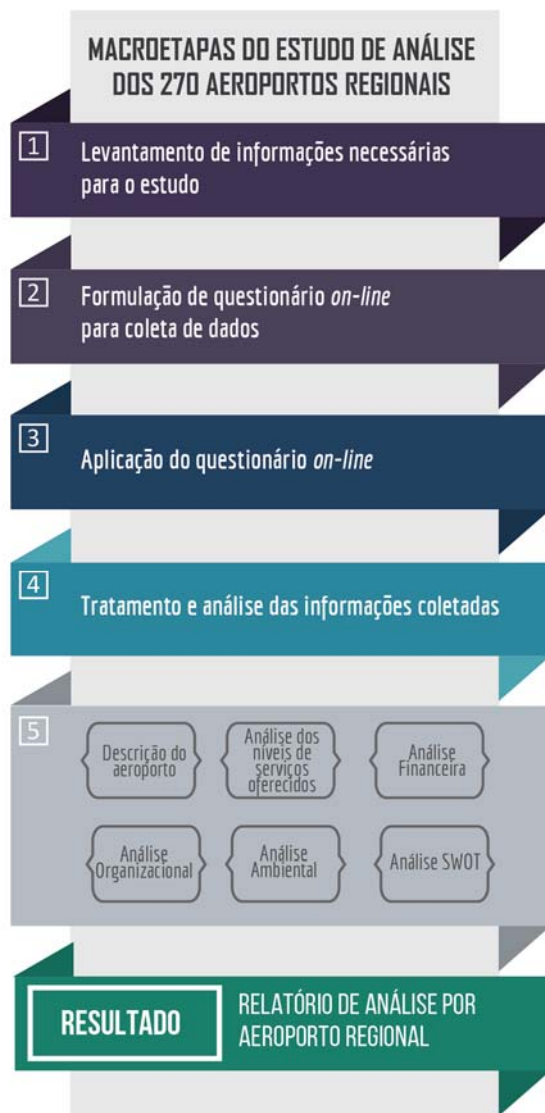 MACROETAPAS DO ESTUDO DE ANÁLISE
DOS 270 AEROPORTOS REGIONAIS
1
Levantamento de informações necessárias
para o estudo
2
Formulação de questionário on-line
para coleta de dados
3
Aplicação do questionário on-line
4
Tratamento e análise das informações coletadas
5
Descrição do
aeroporto
Análise dos
níveis de
serviços
oferecidos
Análise
Financeira
Análise
Organizacional
Análise
Ambiental
Análise SWOT
RESULTADO
RELATÓRIO DE ANÁLISE POR
AEROPORTO REGIONAL